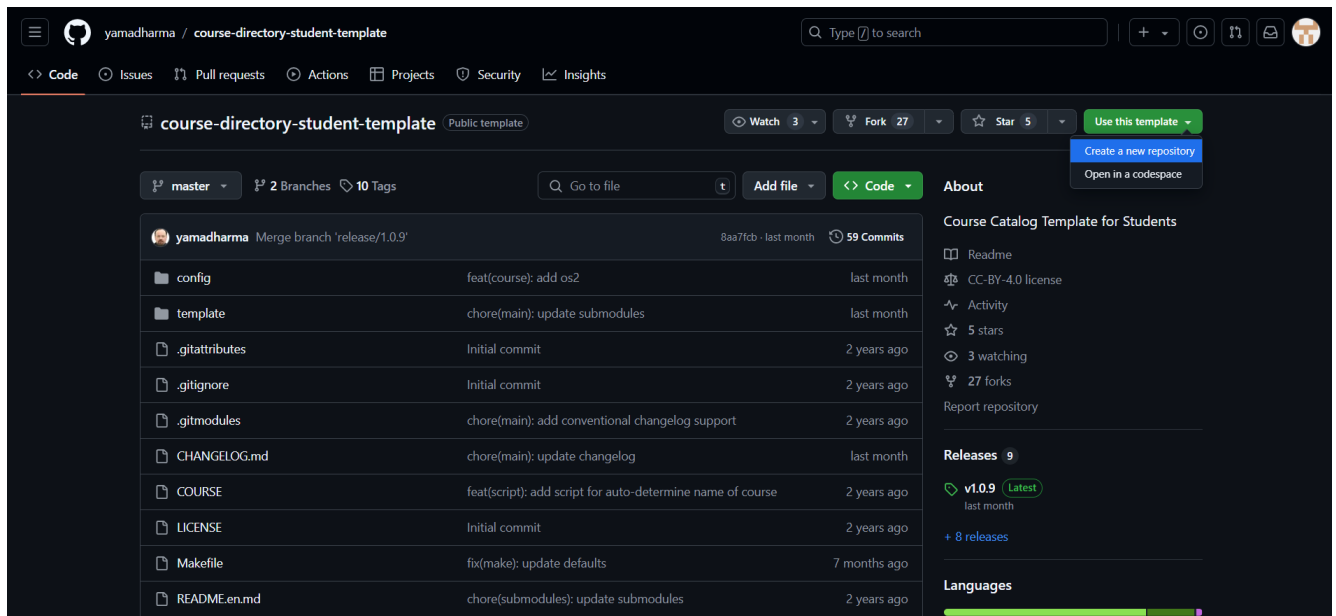 yamadharma / course-directory-student-template
Type / to search
Code Issues Pull requests Actions Projects Security Insights
course-directory-student-template Public template
Watch 3 Fork 27 Star 5 Use this template
Create a new repository
Open in a codespace
master 2 Branches 10 Tags Go to file t Add file Code
yamadharma Merge branch 'release/1.0.9' 8aa7fcb · last month 59 Commits
config feat(course): add os2 last month
template chore(main): update submodules last month
.gitattributes Initial commit 2 years ago
.gitignore Initial commit 2 years ago
.gitmodules chore(main): add conventional changelog support 2 years ago
CHANGELOG.md chore(main): update changelog last month
COURSE feat(script): add script for auto-determine name of course 2 years ago
LICENSE Initial commit 2 years ago
Makefile fix(make): update defaults 7 months ago
README.en.md chore(submodules): update submodules 2 years ago
About
Course Catalog Template for Students
Readme
CC-BY-4.0 license
Activity
5 stars
3 watching
27 forks
Report repository
Releases 9
v1.0.9 Latest
last month
+ 8 releases
Languages